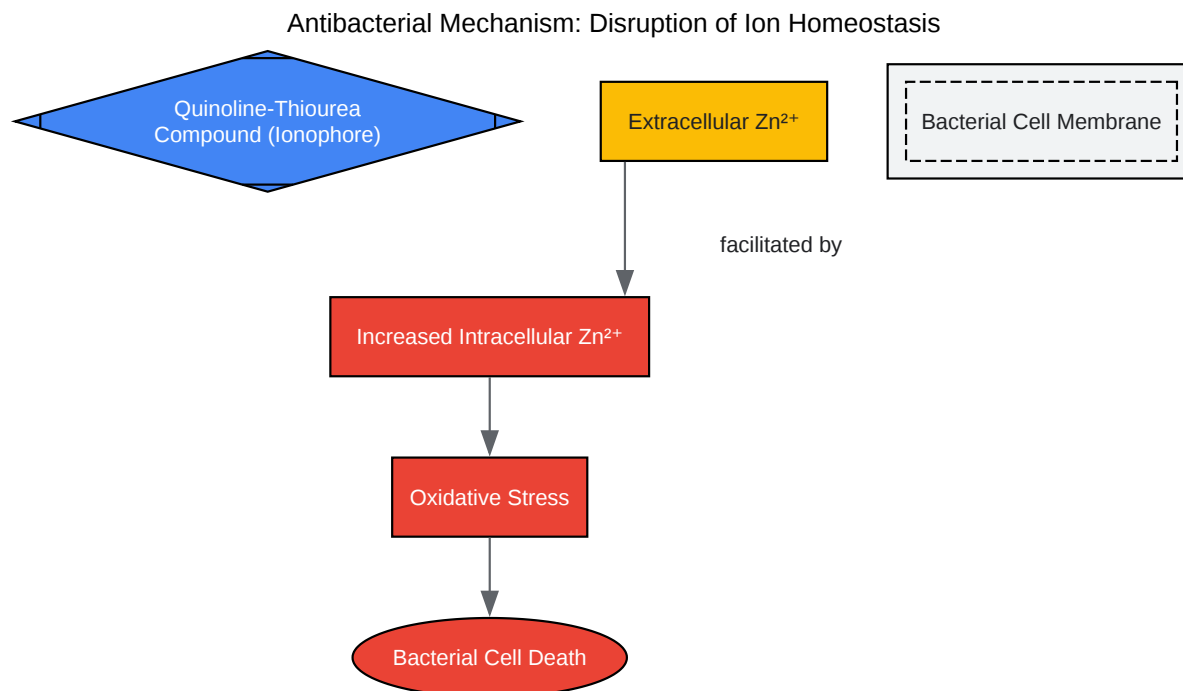 Antibacterial Mechanism: Disruption of Ion Homeostasis
Quinoline-Thiourea
Compound (Ionophore)
Extracellular Zn²⁺
Bacterial Cell Membrane
facilitated by
Increased Intracellular Zn²⁺
Oxidative Stress
Bacterial Cell Death